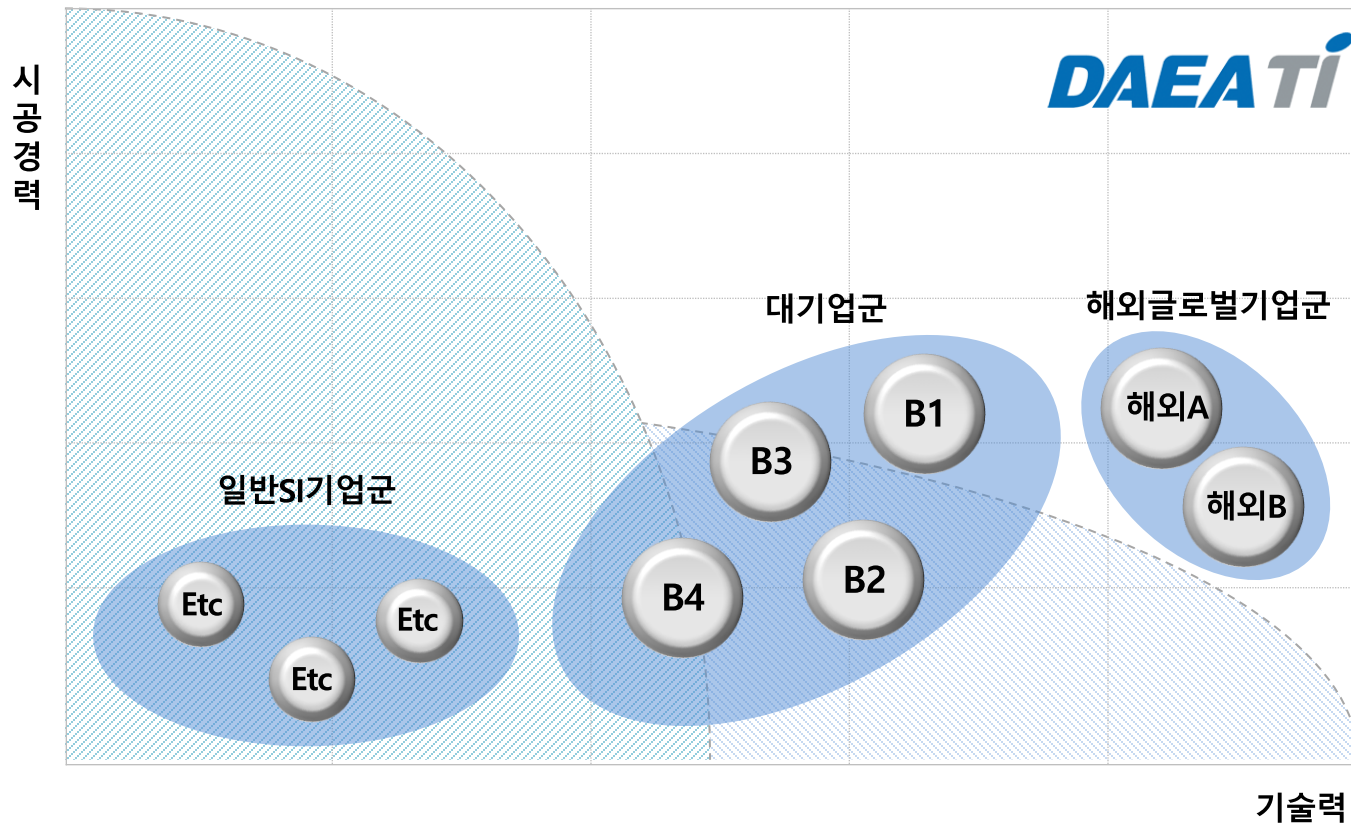 시공경력
DAEATi
대기업군
해외글로벌기업군
B1
해외A
B3
일반SI기업군
해외B
B2
B4
Etc
Etc
Etc
기술력